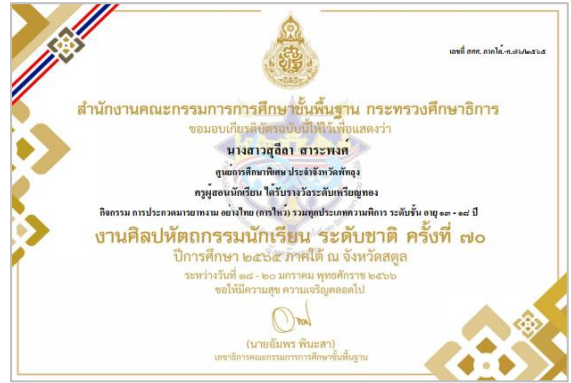 เลขที่ สศศ. ภาคใต้-ก.๘๖/๒๕๖๕
สำนักงานคณะกรรมการการศึกษาขั้นพื้นฐาน กระทรวงศึกษาธิการ
ขอมอบเกียรติบัตรฉบับนี้ให้ไว้เพื่อแสดงว่า
นางสาวสุลีลา สาระพงศ์
ศูนย์การศึกษาพิเศษ ประจำจังหวัดพัทลุง
ครูผู้สอนนักเรียน ได้รับรางวัลระดับเหรียญทอง
กิจกรรม การประกวดมารยาทงาม อย่างไทย (การไหว้) รวมทุกประเภทความพิการ ระดับชั้น อายุ ๑๓ - ๑๘ ปี
งานศิลปหัตถกรรมนักเรียน ระดับชาติ ครั้งที่ ๗๐
ปีการศึกษา ๒๕๖๕ ภาคใต้ ณ จังหวัดสตูล
ระหว่างวันที่ ๑๘ - ๒๐ มกราคม พุทธศักราช ๒๕๖๖
ขอให้มีความสุข ความเจริญตลอดไป
(นายอัมพร พินะสา)
เลขาธิการคณะกรรมการการศึกษาขั้นพื้นฐาน